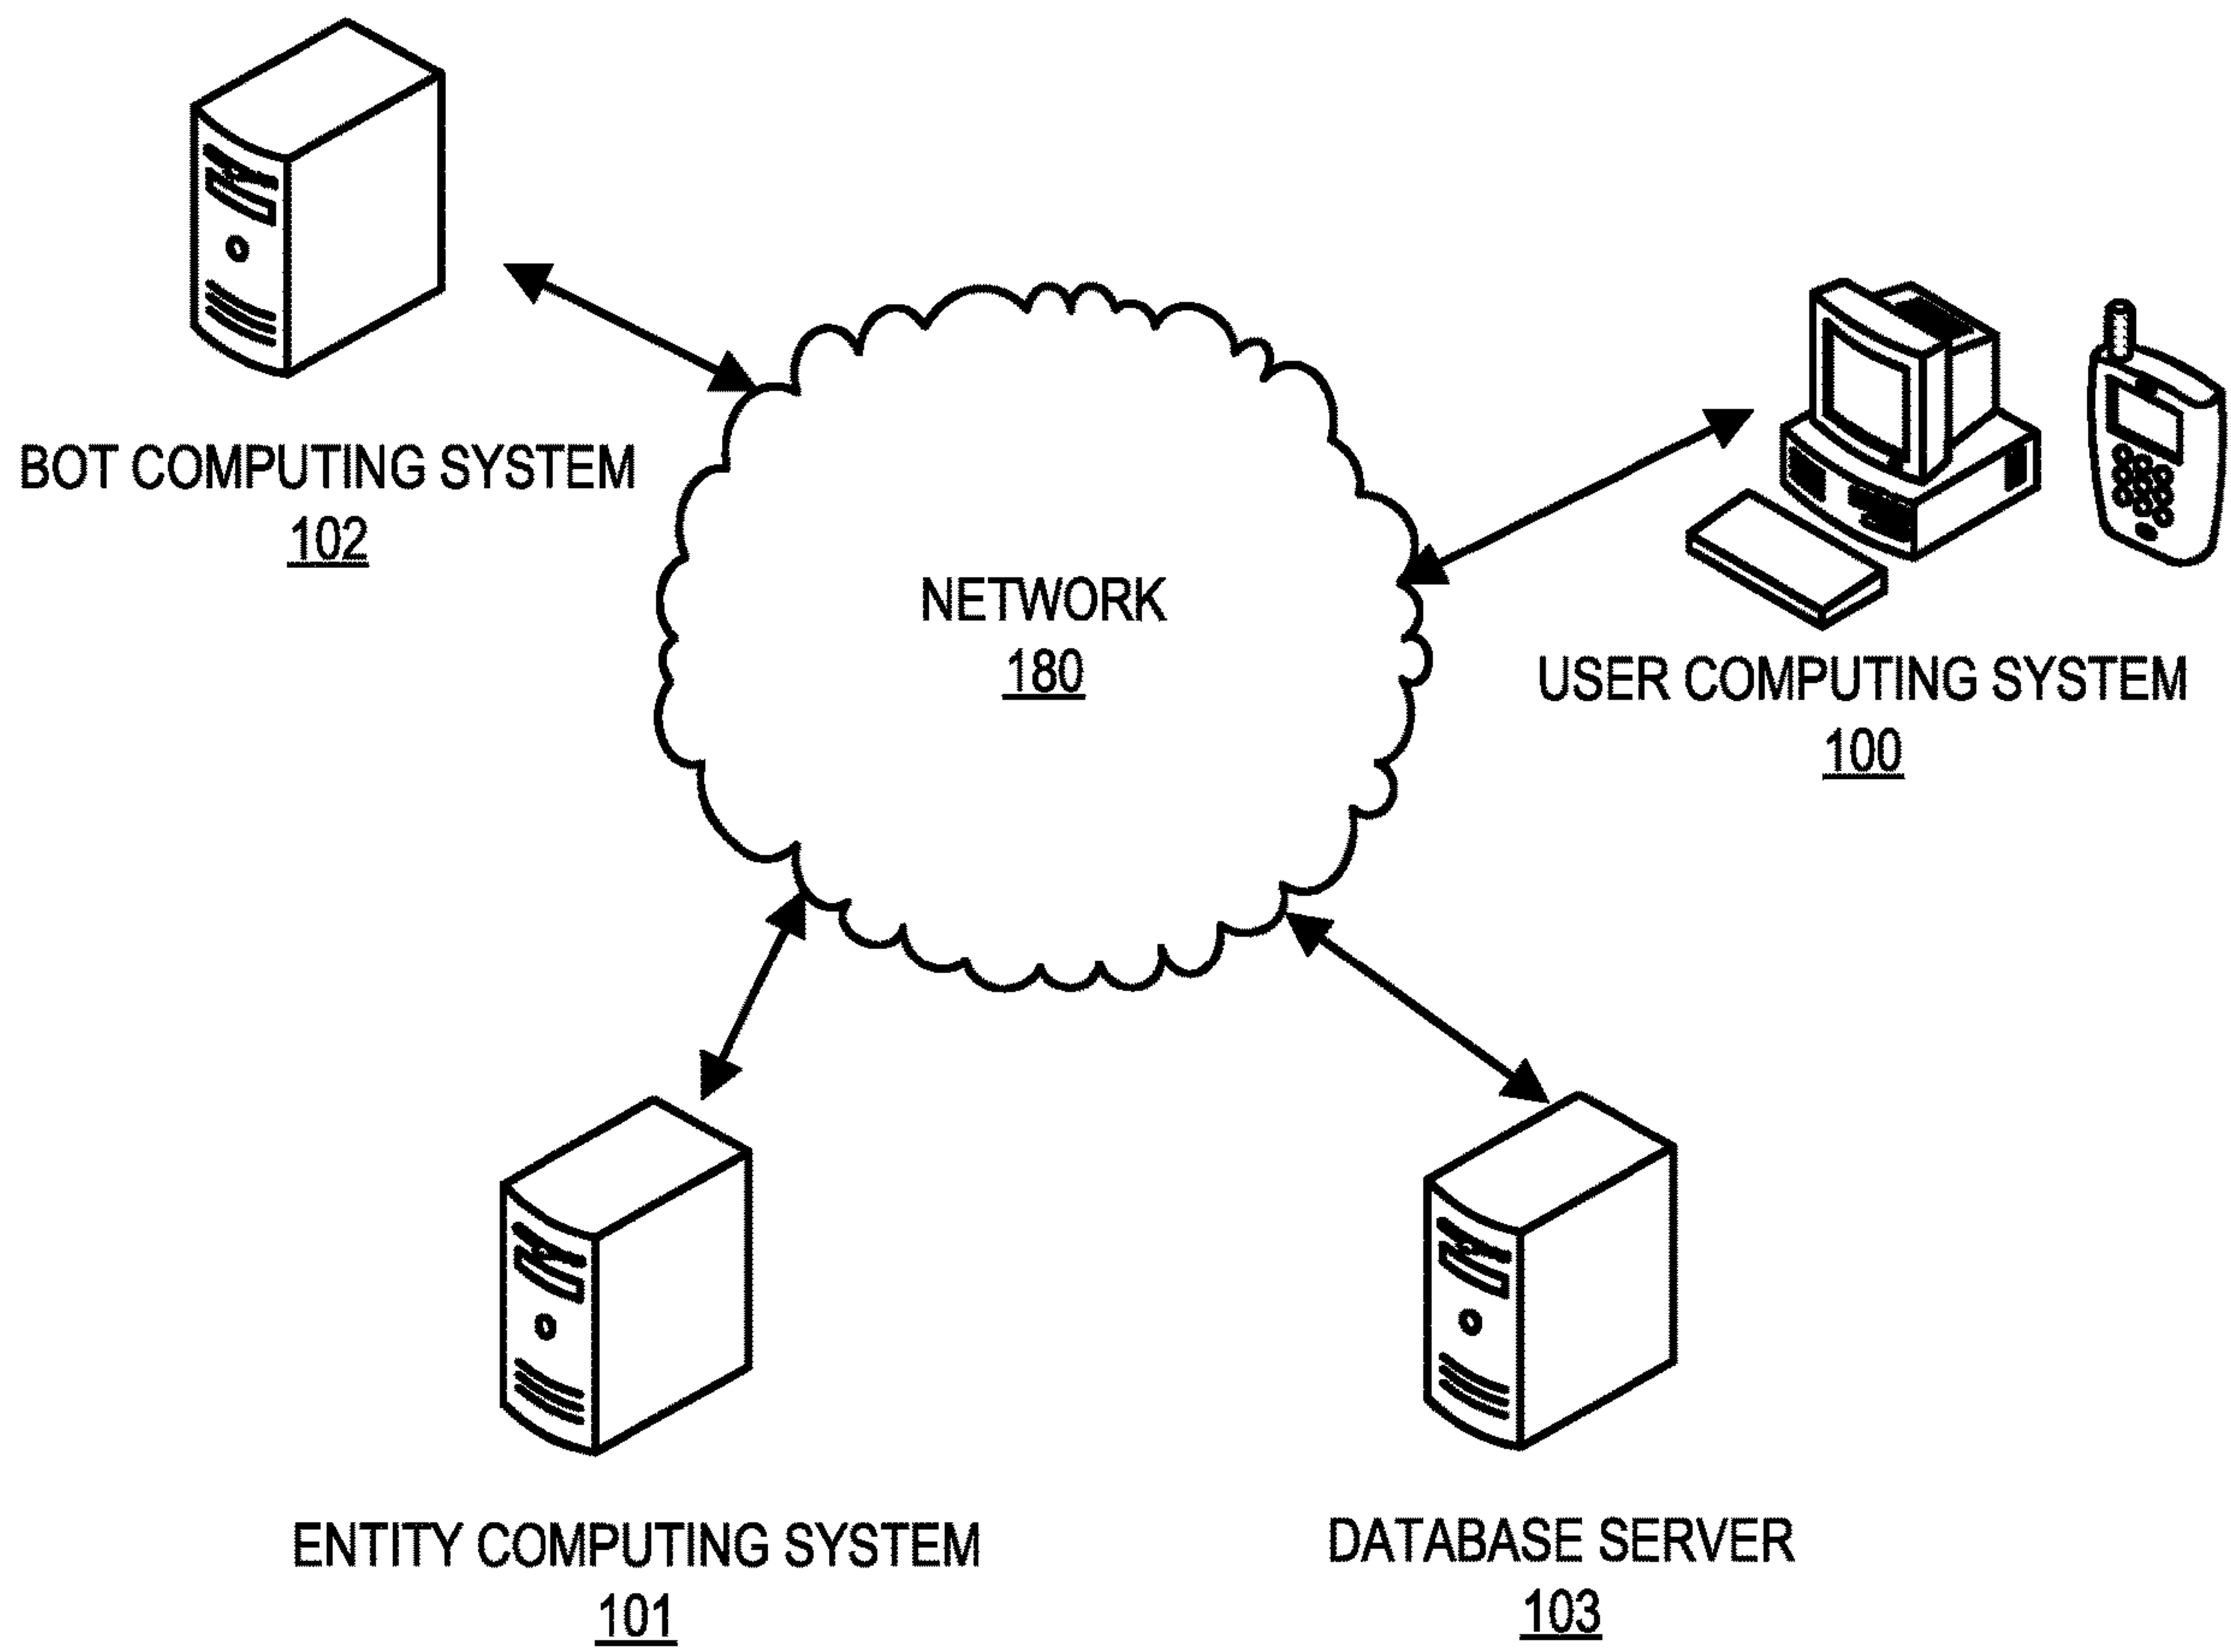 BOT COMPUTING SYSTEM
102
NETWORK
180
USER COMPUTING SYSTEM
100
ENTITY COMPUTING SYSTEM
101
DATABASE SERVER
103